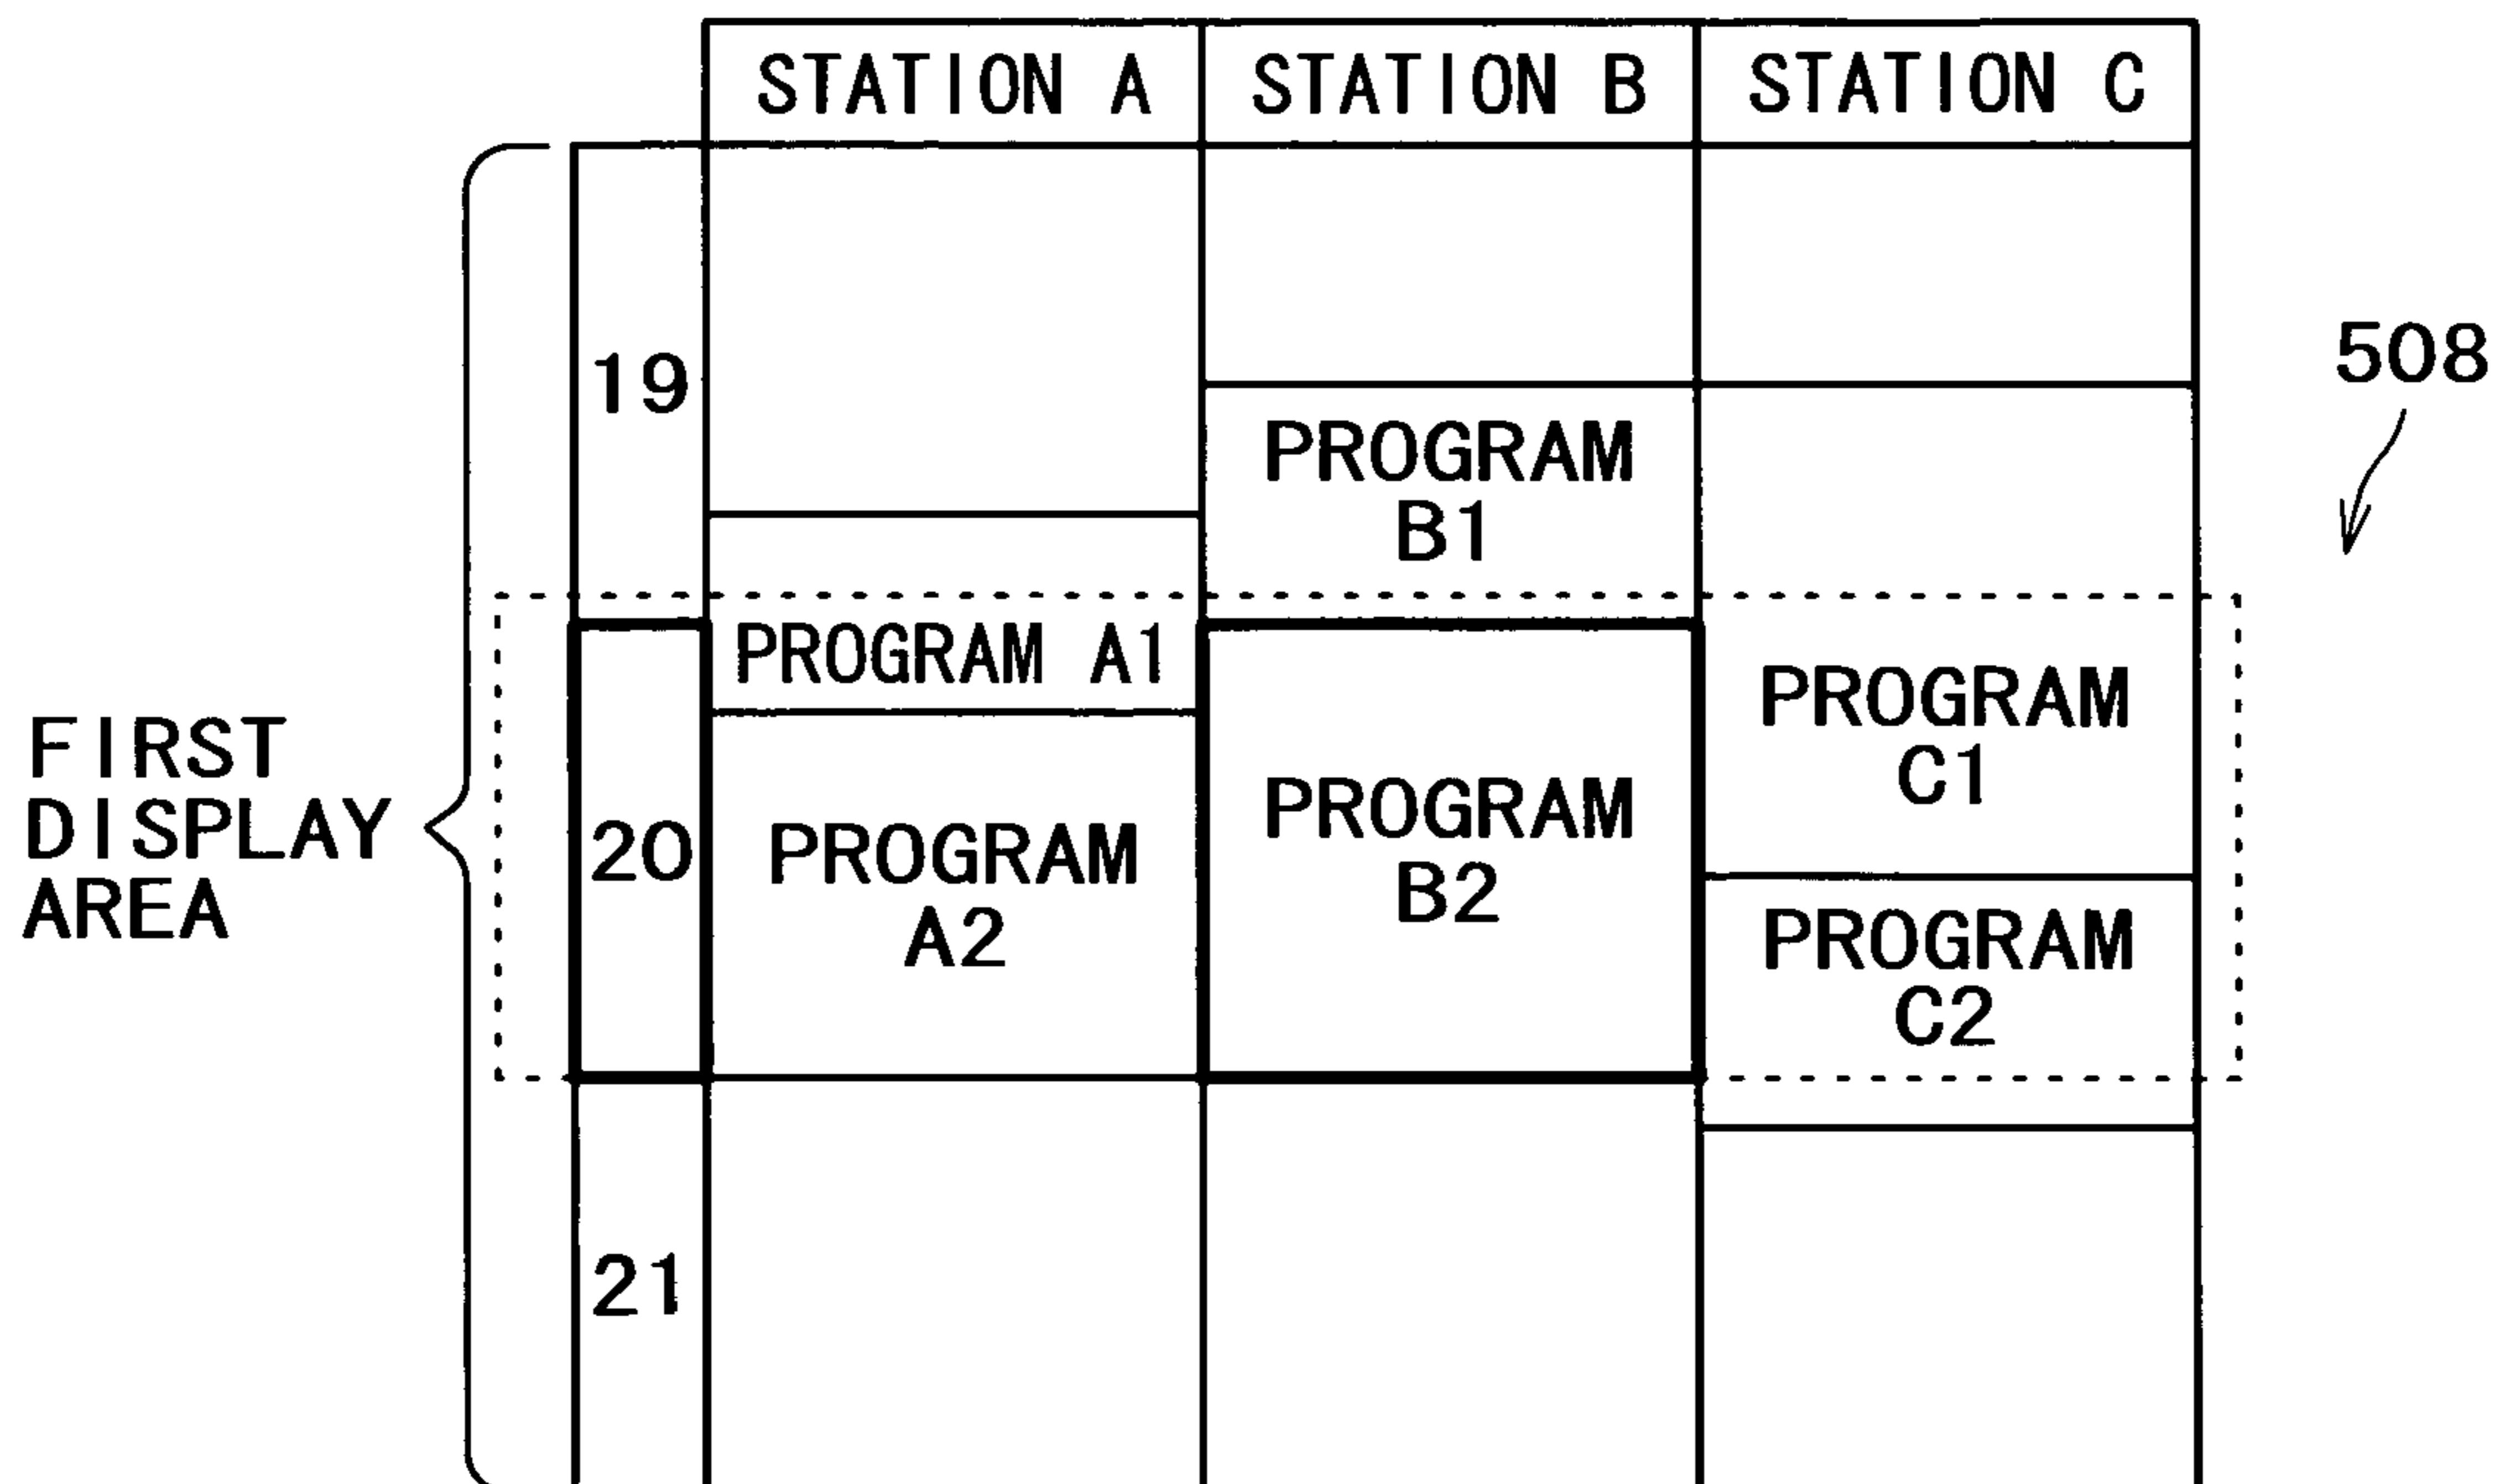 STATION A STATION B STATION C
19
508
PROGRAM
B1
PROGRAM A1
FIRST
DISPLAY
AREA
20
PROGRAM
A2
PROGRAM
B2
PROGRAM
C1
PROGRAM
C2
21